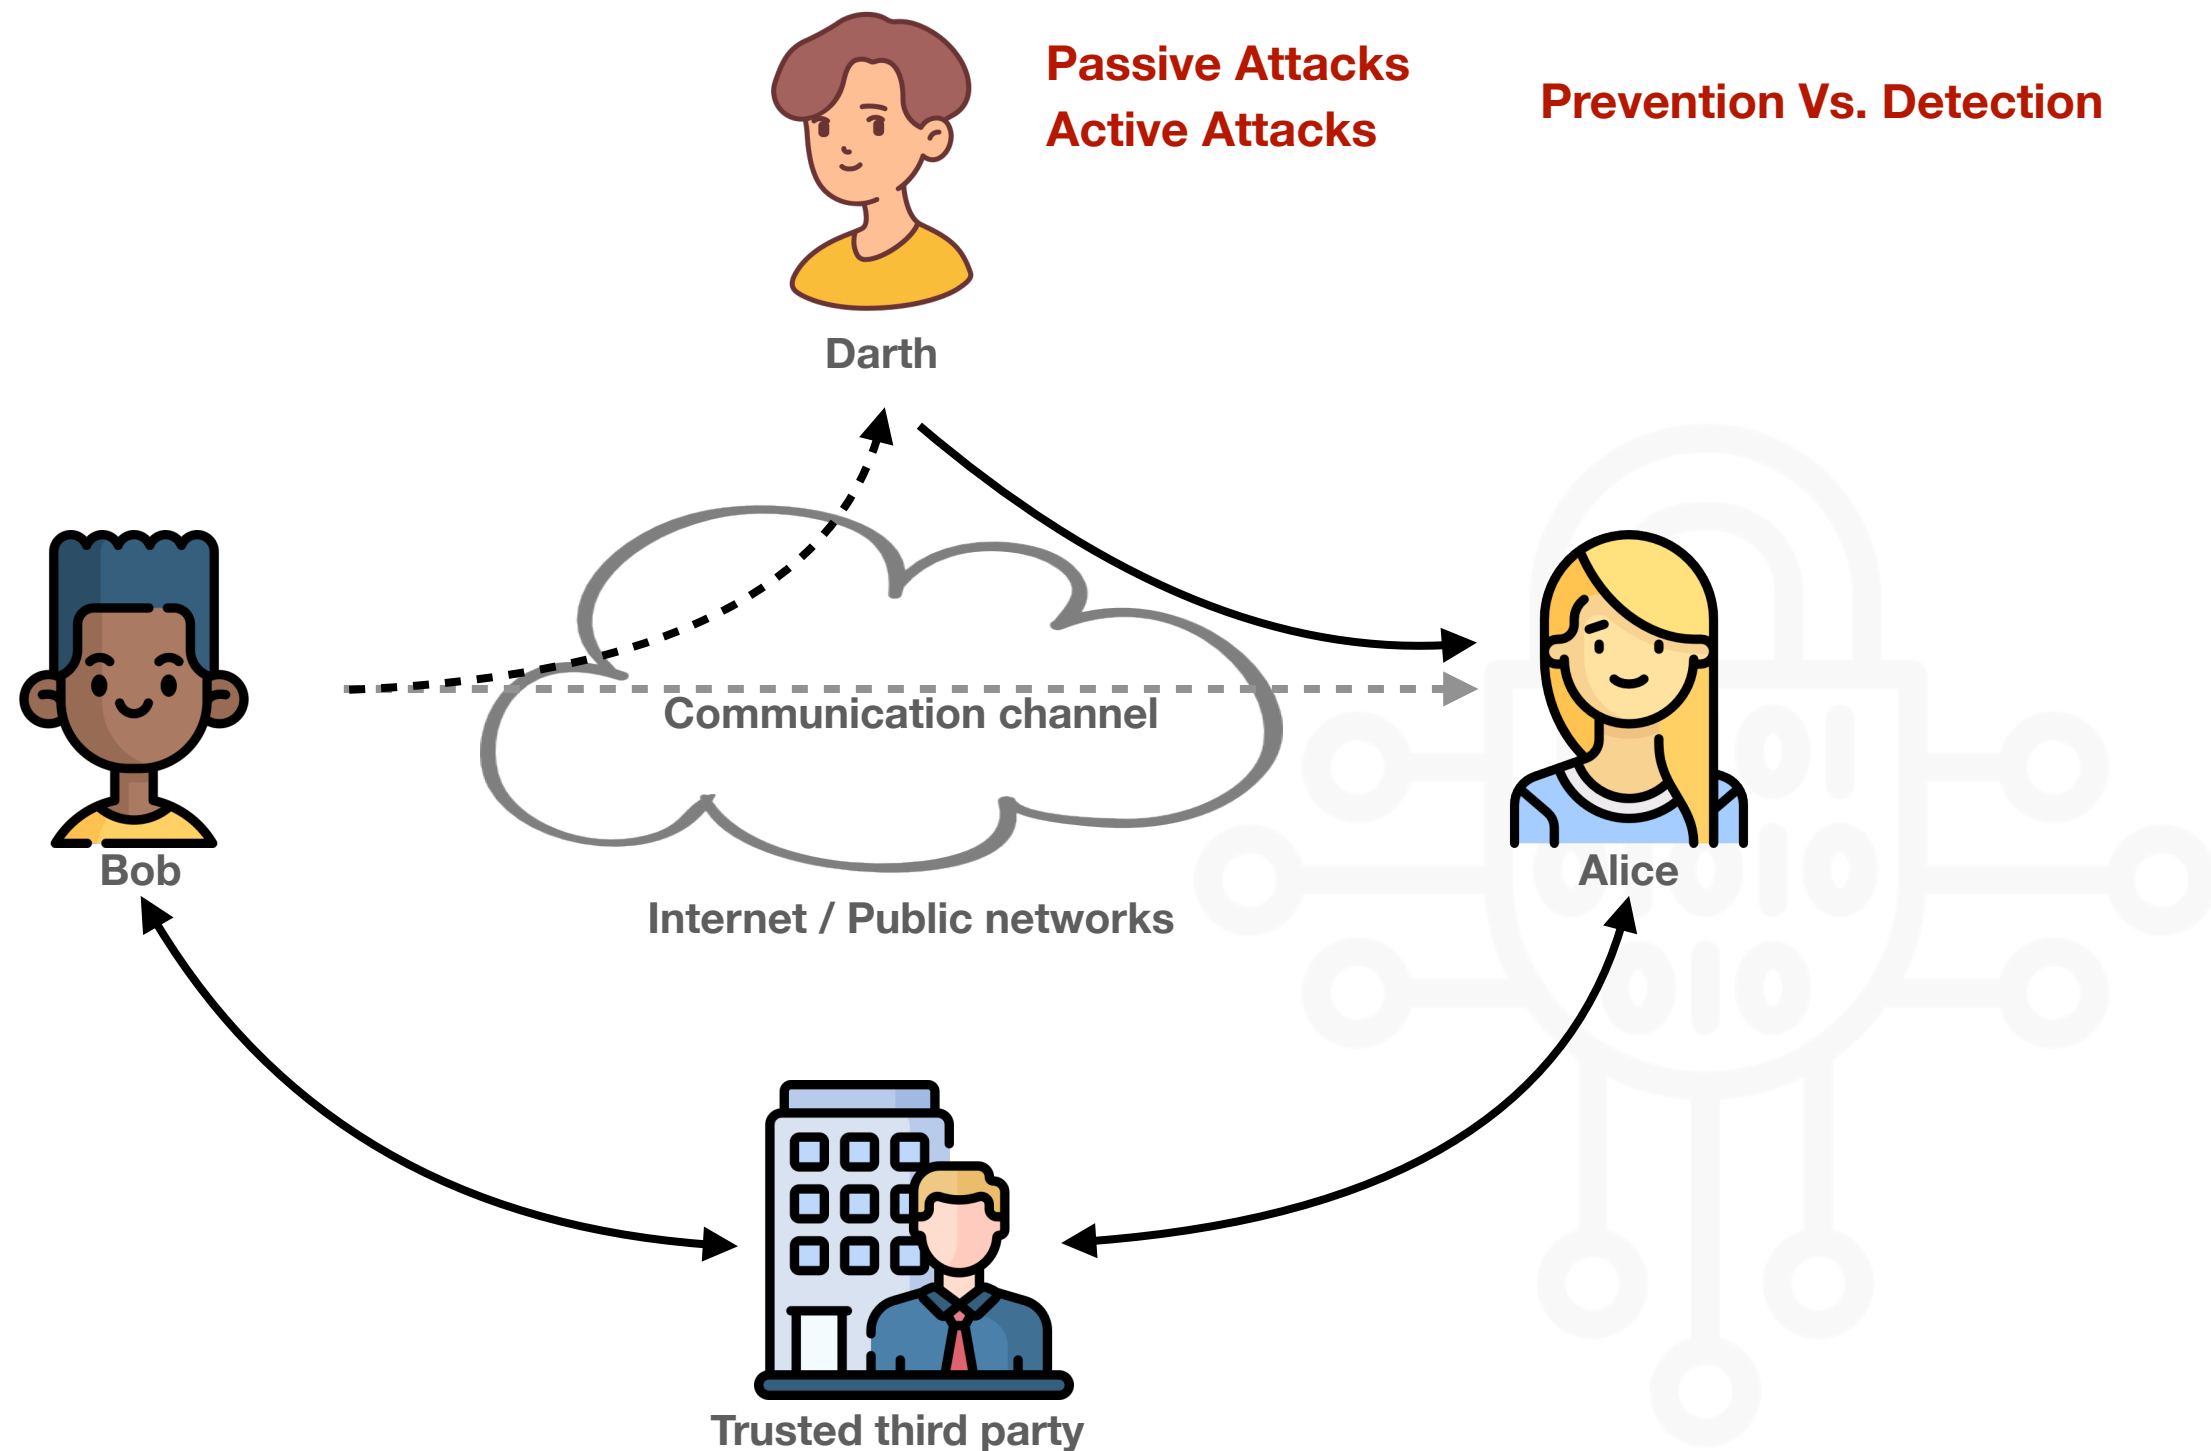 Passive Attacks
Active Attacks
Prevention Vs. Detection
Darth
Communication channel
Bob
Alice
Internet / Public networks
Trusted third party